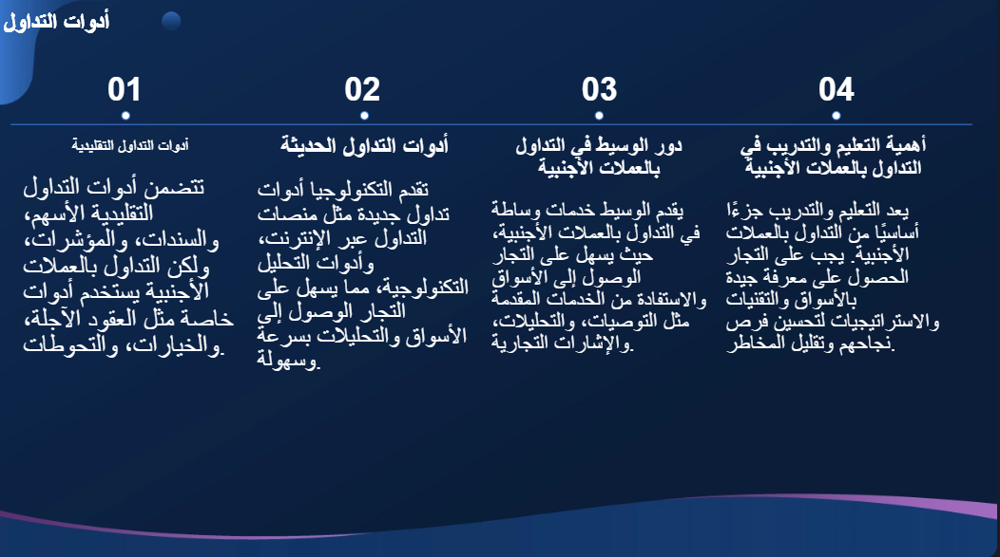 أدوات التداول
01
أدوات التداول التقليدية
تتضمن أدوات التداول
التقليدية الأسهم،
والسندات، والمؤشرات،
ولكن التداول بالعملات
الأجنبية يستخدم أدوات
خاصة مثل العقود الآجلة،
والخيارات، والتحوطات.
02
أدوات التداول الحديثة
تقدم التكنولوجيا أدوات
تداول جديدة مثل منصات
التداول عبر الإنترنت،
وأدوات التحليل
التكنولوجية، مما يسهل على
التجار الوصول إلى
الأسواق والتحليلات بسرعة
وسهولة.
03
دور الوسيط في التداول
بالعملات الأجنبية
يقدم الوسيط خدمات وساطة
في التداول بالعملات الأجنبية،
حيث يسهل على التجار
الوصول إلى الأسواق
والاستفادة من الخدمات المقدمة
مثل التوصيات، والتحليلات،
والإشارات التجارية.
04
أهمية التعليم والتدريب في
التداول بالعملات الأجنبية
يعد التعليم والتدريب جزءًا
أساسيًا من التداول بالعملات
الأجنبية. يجب على التجار
الحصول على معرفة جيدة
بالأسواق والتقنيات
والاستراتيجيات لتحسين فرص
نجاحهم وتقليل المخاطر.